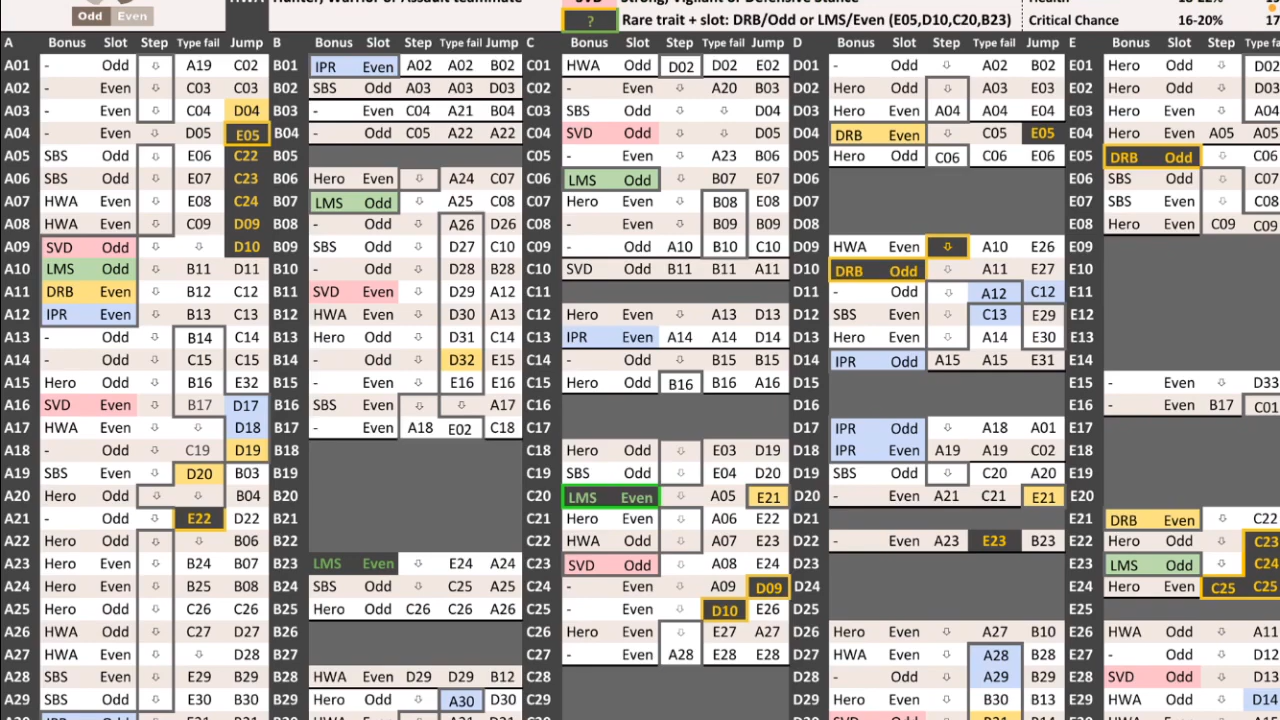 HWA Hunter, Warrior or Assault teammate SVD Strong/Vigilant or Defensive Stance
Odd Even
? Rare trait + slot: DRB/Odd or LMS/Even (E05,D10,C20,B23) Critical Chance 16-20% 17
A Bonus Slot Step Type fail Jump B Bonus Slot Step Type fail Jump C Bonus Slot Step Type fail Jump D Bonus Slot Step Type fail Jump E Bonus Slot Step Type fa
A01 - Odd ⇩ A19 C02 B01 IPR Even A02 A02 B02 C01 HWA Odd D02 D02 E02 D01 - Odd ⇩ A02 B02 E01 Hero Odd ⇩ D02
A02 - Even ⇩ C03 C03 B02 SBS Odd A03 A03 D03 C02 - Even ⇩ A20 B03 D02 Hero Odd ⇩ A03 E03 E02 Hero Odd ⇩ D03
A03 - Even ⇩ C04 D04 B03 - Even C04 A21 B04 C03 SBS Odd ⇩ ⇩ D04 D03 Hero Odd A04 A04 E04 E03 Hero Odd ⇩ A04
A04 - Even ⇩ D05 E05 B04 - Odd C05 A22 A22 C04 SVD Odd ⇩ ⇩ D05 D04 DRB Even ⇩ C05 E05 E04 Hero Even A05 A05
A05 SBS Odd ⇩ E06 C22 B05 C05 - Even ⇩ A23 B06 D05 Hero Odd C06 C06 E06 E05 DRB Odd ⇩ C06
A06 SBS Odd ⇩ E07 C23 B06 Hero Even ⇩ A24 C07 C06 LMS Odd ⇩ B07 E07 D06 E06 SBS Odd ⇩ C07
A07 HWA Odd ⇩ E08 C24 B07 LMS Odd ⇩ A25 C08 C07 Hero Even ⇩ B08 E08 D07 E07 SBS Even ⇩ C08
A08 HWA Even ⇩ C09 D09 B08 - Odd ⇩ A26 D26 C08 - Odd ⇩ B09 C09 D08 E08 Hero Even C09 C09
A09 SVD Odd ⇩ ⇩ D10 B09 SBS Odd ⇩ D27 C10 C09 - Odd A10 B10 C10 D09 HWA Even ⇩ A10 E26 E09
A10 LMS Odd ⇩ B11 D11 B10 - Odd ⇩ D28 B28 C10 SVD Odd B11 B11 A11 D10 DRB Odd ⇩ A11 E27 E10
A11 DRB Even ⇩ B12 C12 B11 SVD Even ⇩ D29 A12 C11 D11 - Odd ⇩ A12 C12 E11
A12 IPR Even ⇩ B13 C13 B12 HWA Even ⇩ D30 A13 C12 Hero Even ⇩ A13 D13 D12 SBS Even ⇩ C13 E29 E12
A13 - Odd ⇩ B14 C14 B13 Hero Odd ⇩ D31 C14 C13 IPR Even A14 A14 D14 D13 Hero Odd ⇩ A14 E30 E13
A14 - Odd ⇩ C15 C15 B14 - Odd ⇩ D32 E15 C14 - Odd ⇩ B15 B15 D14 IPR Odd A15 A15 E31 E14
A15 Hero Odd ⇩ B16 E32 B15 - Even ⇩ E16 E16 C15 Hero Odd B16 B16 A16 D15 E15 - Even ⇩ D33
A16 SVD Even ⇩ B17 D17 B16 SBS Even ⇩ ⇩ A17 C16 D16 E16 - Even B17 C01
A17 HWA Odd ⇩ ⇩ D18 B17 - Even A18 E02 C18 C17 D17 IPR Odd ⇩ A18 A01 E17
A18 - Odd ⇩ C19 D19 B18 C18 Hero Odd ⇩ E03 D19 D18 IPR Even A19 A19 C02 E18
A19 SBS Even ⇩ D20 B03 B19 C19 SBS Odd ⇩ E04 D20 D19 SBS Odd ⇩ C20 A20 E19
A20 Hero Odd ⇩ ⇩ B04 B20 C20 LMS Even ⇩ A05 E21 D20 - Even A21 C21 E21 E20
A21 - Odd ⇩ E22 D22 B21 C21 Hero Even ⇩ A06 E22 D21 E21 DRB Even ⇩ C22
A22 Hero Odd ⇩ ⇩ B06 B22 C22 HWA Odd ⇩ A07 E23 D22 - Even A23 E23 B23 E22 Hero Even ⇩ C23
A23 Hero Even ⇩ B24 B07 B23 LMS Even ⇩ E24 A24 C23 SVD Odd ⇩ A08 E24 D23 E23 LMS Odd ⇩ C24
A24 Hero Even ⇩ B25 B08 B24 SBS Odd ⇩ C25 A25 C24 - Even ⇩ A09 D09 D24 E24 Hero Even C25 C25
A25 Hero Odd ⇩ C26 C26 B25 Hero Odd C26 C26 A26 C25 - Even ⇩ D10 E26 D25 E25
A26 HWA Odd ⇩ C27 D27 B26 C26 Hero Even ⇩ E27 A27 D26 Hero Even ⇩ A27 B10 E26 HWA Odd ⇩ A11
A27 HWA Even ⇩ ⇩ D28 B27 C27 - Even A28 E28 E28 D27 HWA Even ⇩ A28 B28 E27 - Odd ⇩ D12
A28 SBS Even ⇩ E29 B29 B28 HWA Even D29 D29 B12 C28 D28 - Even ⇩ A29 B29 E28 SVD Odd ⇩ D13
A29 SBS Odd ⇩ E30 B30 B29 Hero Odd ⇩ A30 D30 C29 D29 Hero Even ⇩ B30 B13 E29 HWA Odd ⇩ D14